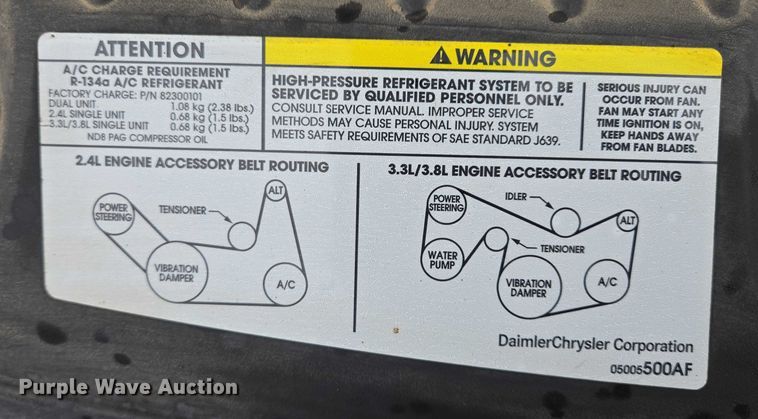 ATTENTION
A/C CHARGE REQUIREMENT
R-134a A/C REFRIGERANT
FACTORY CHARGE: P/N 82300101
DUAL UNIT 1.08 kg (2.38 lbs.)
2.4L SINGLE UNIT 0.68 kg (1.5 lbs.)
3.3L/3.8L SINGLE UNIT 0.68 kg (1.5 lbs.)
ND8 PAG COMPRESSOR OIL
WARNING
HIGH-PRESSURE REFRIGERANT SYSTEM TO BE
SERVICED BY QUALIFIED PERSONNEL ONLY.
CONSULT SERVICE MANUAL. IMPROPER SERVICE
METHODS MAY CAUSE PERSONAL INJURY. SYSTEM
MEETS SAFETY REQUIREMENTS OF SAE STANDARD J639.
SERIOUS INJURY CAN
OCCUR FROM FAN.
FAN MAY START ANY
TIME IGNITION IS ON,
KEEP HANDS AWAY
FROM FAN BLADES.
2.4L ENGINE ACCESSORY BELT ROUTING
POWER
STEERING
TENSIONER
ALT
VIBRATION
DAMPER
A/C
3.3L/3.8L ENGINE ACCESSORY BELT ROUTING
POWER
STEERING
IDLER
ALT
WATER
PUMP
TENSIONER
VIBRATION
DAMPER
A/C
DaimlerChrysler Corporation
05005500AF
Purple Wave Auction